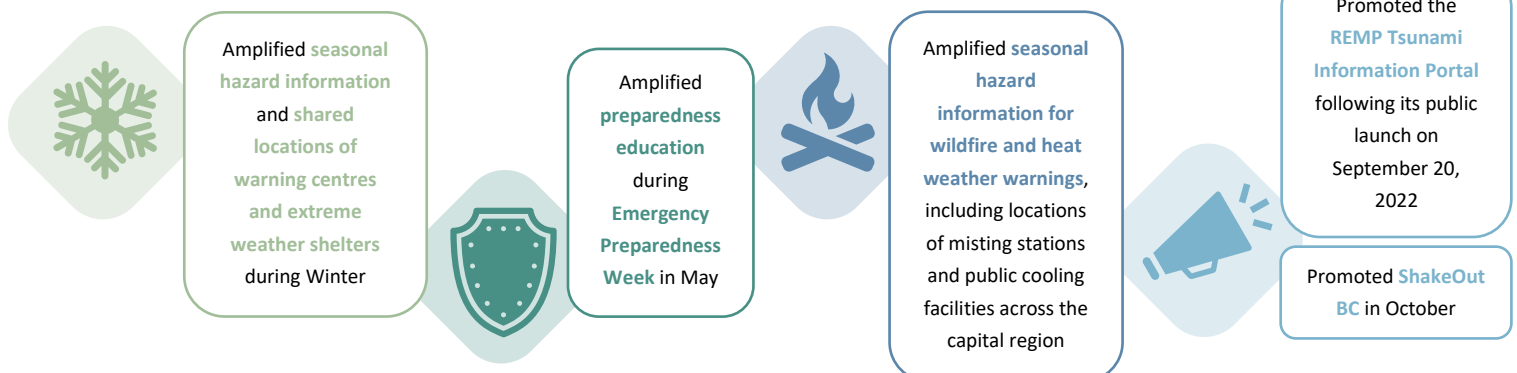 Amplified seasonal
hazard information
and shared
locations of
warning centres
and extreme
weather shelters
during Winter
Amplified
preparedness
education
during
Emergency
Preparedness
Week in May
Amplified seasonal
hazard
information for
wildfire and heat
weather warnings,
including locations
of misting stations
and public cooling
facilities across the
capital region
Promoted the
REMP Tsunami
Information Portal
following its public
launch on
September 20,
2022
Promoted ShakeOut
BC in October